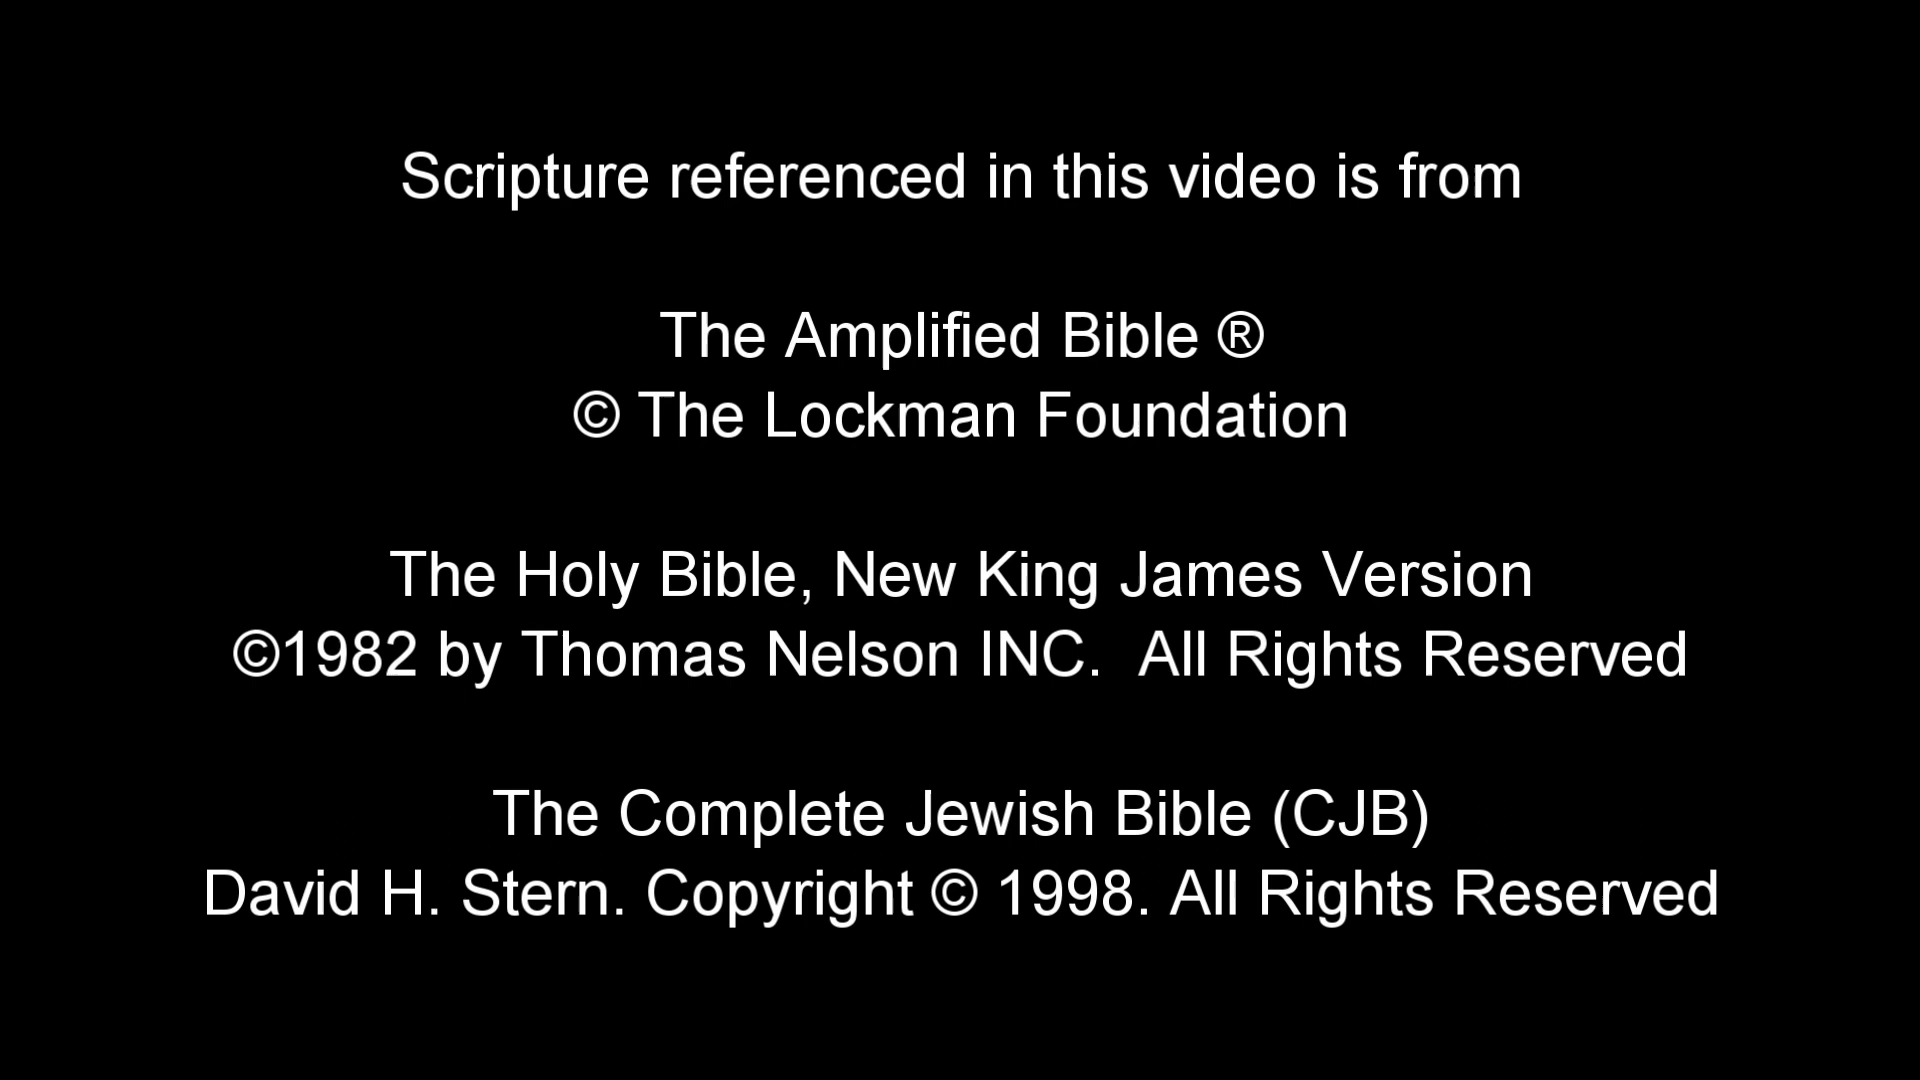 Scripture referenced in this video is from
The Amplified Bible ®
© The Lockman Foundation
The Holy Bible, New King James Version
©1982 by Thomas Nelson INC.  All Rights Reserved
The Complete Jewish Bible (CJB)
David H. Stern. Copyright © 1998. All Rights Reserved